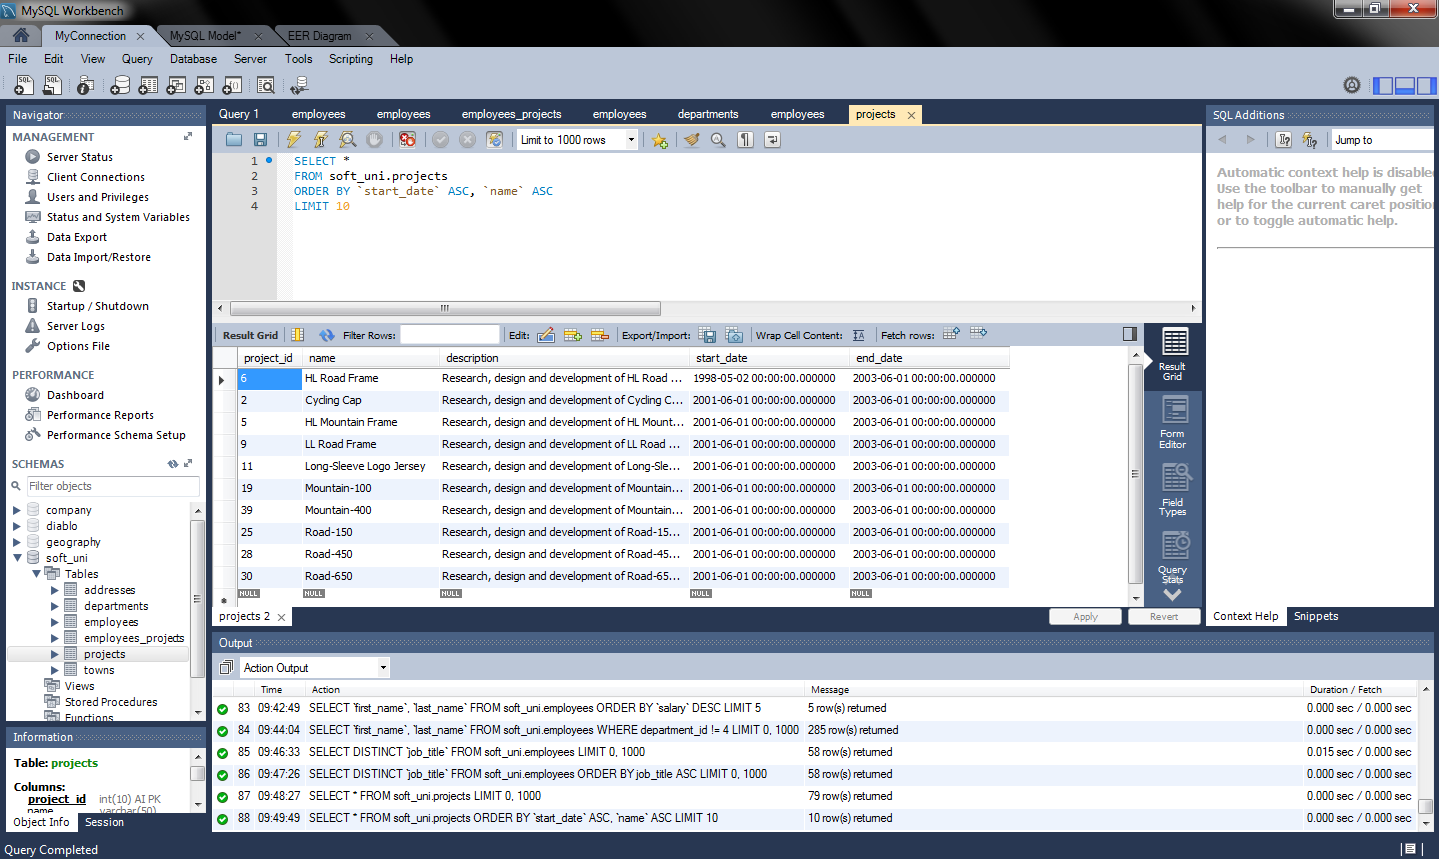 MySQL Workbench
MyConnection
MySQL Model*
EER Diagram
File Edit View Query Database Server Tools Scripting Help
Navigator
MANAGEMENT
Server Status
Client Connections
Users and Privileges
Status and System Variables
Data Export
Data Import/Restore
INSTANCE
Startup / Shutdown
Server Logs
Options File
PERFORMANCE
Dashboard
Performance Reports
Performance Schema Setup
SCHEMAS
Filter objects
company
diablo
geography
soft_uni
Tables
addresses
departments
employees
employees_projects
projects
towns
Views
Stored Procedures
Functions
Information
Table: projects
Columns:
project_id int(10) AI PK
name varchar(50)
Object Info Session
Query Completed
Query 1 employees employees employees_projects employees departments employees projects
Limit to 1000 rows
1 SELECT *
2 FROM soft_uni.projects
3 ORDER BY `start_date` ASC, `name` ASC
4 LIMIT 10
Result Grid Filter Rows: Edit: Export/Import: Wrap Cell Content: Fetch rows:
project_id name description start_date end_date
6 HL Road Frame Research, design and development of HL Road ... 1998-05-02 00:00:00.000000 2003-06-01 00:00:00.000000
2 Cycling Cap Research, design and development of Cycling C... 2001-06-01 00:00:00.000000 2003-06-01 00:00:00.000000
5 HL Mountain Frame Research, design and development of HL Mount... 2001-06-01 00:00:00.000000 2003-06-01 00:00:00.000000
9 LL Road Frame Research, design and development of LL Road ... 2001-06-01 00:00:00.000000 2003-06-01 00:00:00.000000
11 Long-Sleeve Logo Jersey Research, design and development of Long-Sle... 2001-06-01 00:00:00.000000 2003-06-01 00:00:00.000000
19 Mountain-100 Research, design and development of Mountain... 2001-06-01 00:00:00.000000 2003-06-01 00:00:00.000000
39 Mountain-400 Research, design and development of Mountain... 2001-06-01 00:00:00.000000 2003-06-01 00:00:00.000000
25 Road-150 Research, design and development of Road-15... 2001-06-01 00:00:00.000000 2003-06-01 00:00:00.000000
28 Road-450 Research, design and development of Road-45... 2001-06-01 00:00:00.000000 2003-06-01 00:00:00.000000
30 Road-650 Research, design and development of Road-65... 2001-06-01 00:00:00.000000 2003-06-01 00:00:00.000000
NULL NULL NULL NULL NULL
Result
Grid
Form
Editor
Field
Types
Query
Stats
projects 2
Apply Revert
SQL Additions
Jump to
Automatic context help is disabled
Use the toolbar to manually get
help for the current caret position
or to toggle automatic help.
Context Help Snippets
Output
Action Output
Time Action Message Duration / Fetch
83 09:42:49 SELECT `first_name`, `last_name` FROM soft_uni.employees ORDER BY `salary` DESC LIMIT 5 5 row(s) returned 0.000 sec / 0.000 sec
84 09:44:04 SELECT `first_name`, `last_name` FROM soft_uni.employees WHERE department_id != 4 LIMIT 0, 1000 285 row(s) returned 0.000 sec / 0.000 sec
85 09:46:33 SELECT DISTINCT `job_title` FROM soft_uni.employees LIMIT 0, 1000 58 row(s) returned 0.015 sec / 0.000 sec
86 09:47:26 SELECT DISTINCT `job_title` FROM soft_uni.employees ORDER BY job_title ASC LIMIT 0, 1000 58 row(s) returned 0.000 sec / 0.000 sec
87 09:48:27 SELECT * FROM soft_uni.projects LIMIT 0, 1000 79 row(s) returned 0.000 sec / 0.000 sec
88 09:49:49 SELECT * FROM soft_uni.projects ORDER BY `start_date` ASC, `name` ASC LIMIT 10 10 row(s) returned 0.000 sec / 0.000 sec